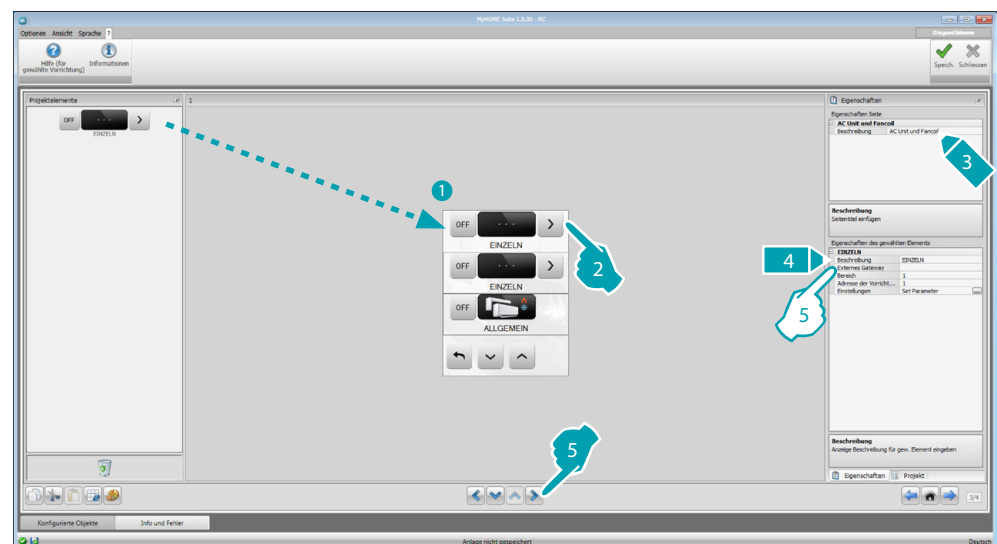 MyHOME Suite 1.0.30 - RC
Optionen Ansicht Sprache ?
Hilfe (für
gewählte Vorrichtung)
Informationen
Speich. Schliessen
Projektelemente
1
OFF
EINZELN
1
OFF
EINZELN
2
OFF
EINZELN
OFF
ALLGEMEIN
5
Eigenschaften
Eigenschaften Seite
AC Unit und Fancoil
Beschreibung AC Unit und Fancoil
3
Beschreibung
Seitentitel einfügen
Eigenschaften des gewählten Elements
EINZELN
4
Beschreibung EINZELN
Externes Gateway
Bereich 1
Adresse der Vorricht... 1
Einstellungen Set Parameter ...
5
Beschreibung
Anzeige Beschreibung für gew. Element eingeben
Eigenschaften Projekt
3/4
Konfigurierte Objekte Info und Fehler
Anlage nicht gespeichert
Deutsch